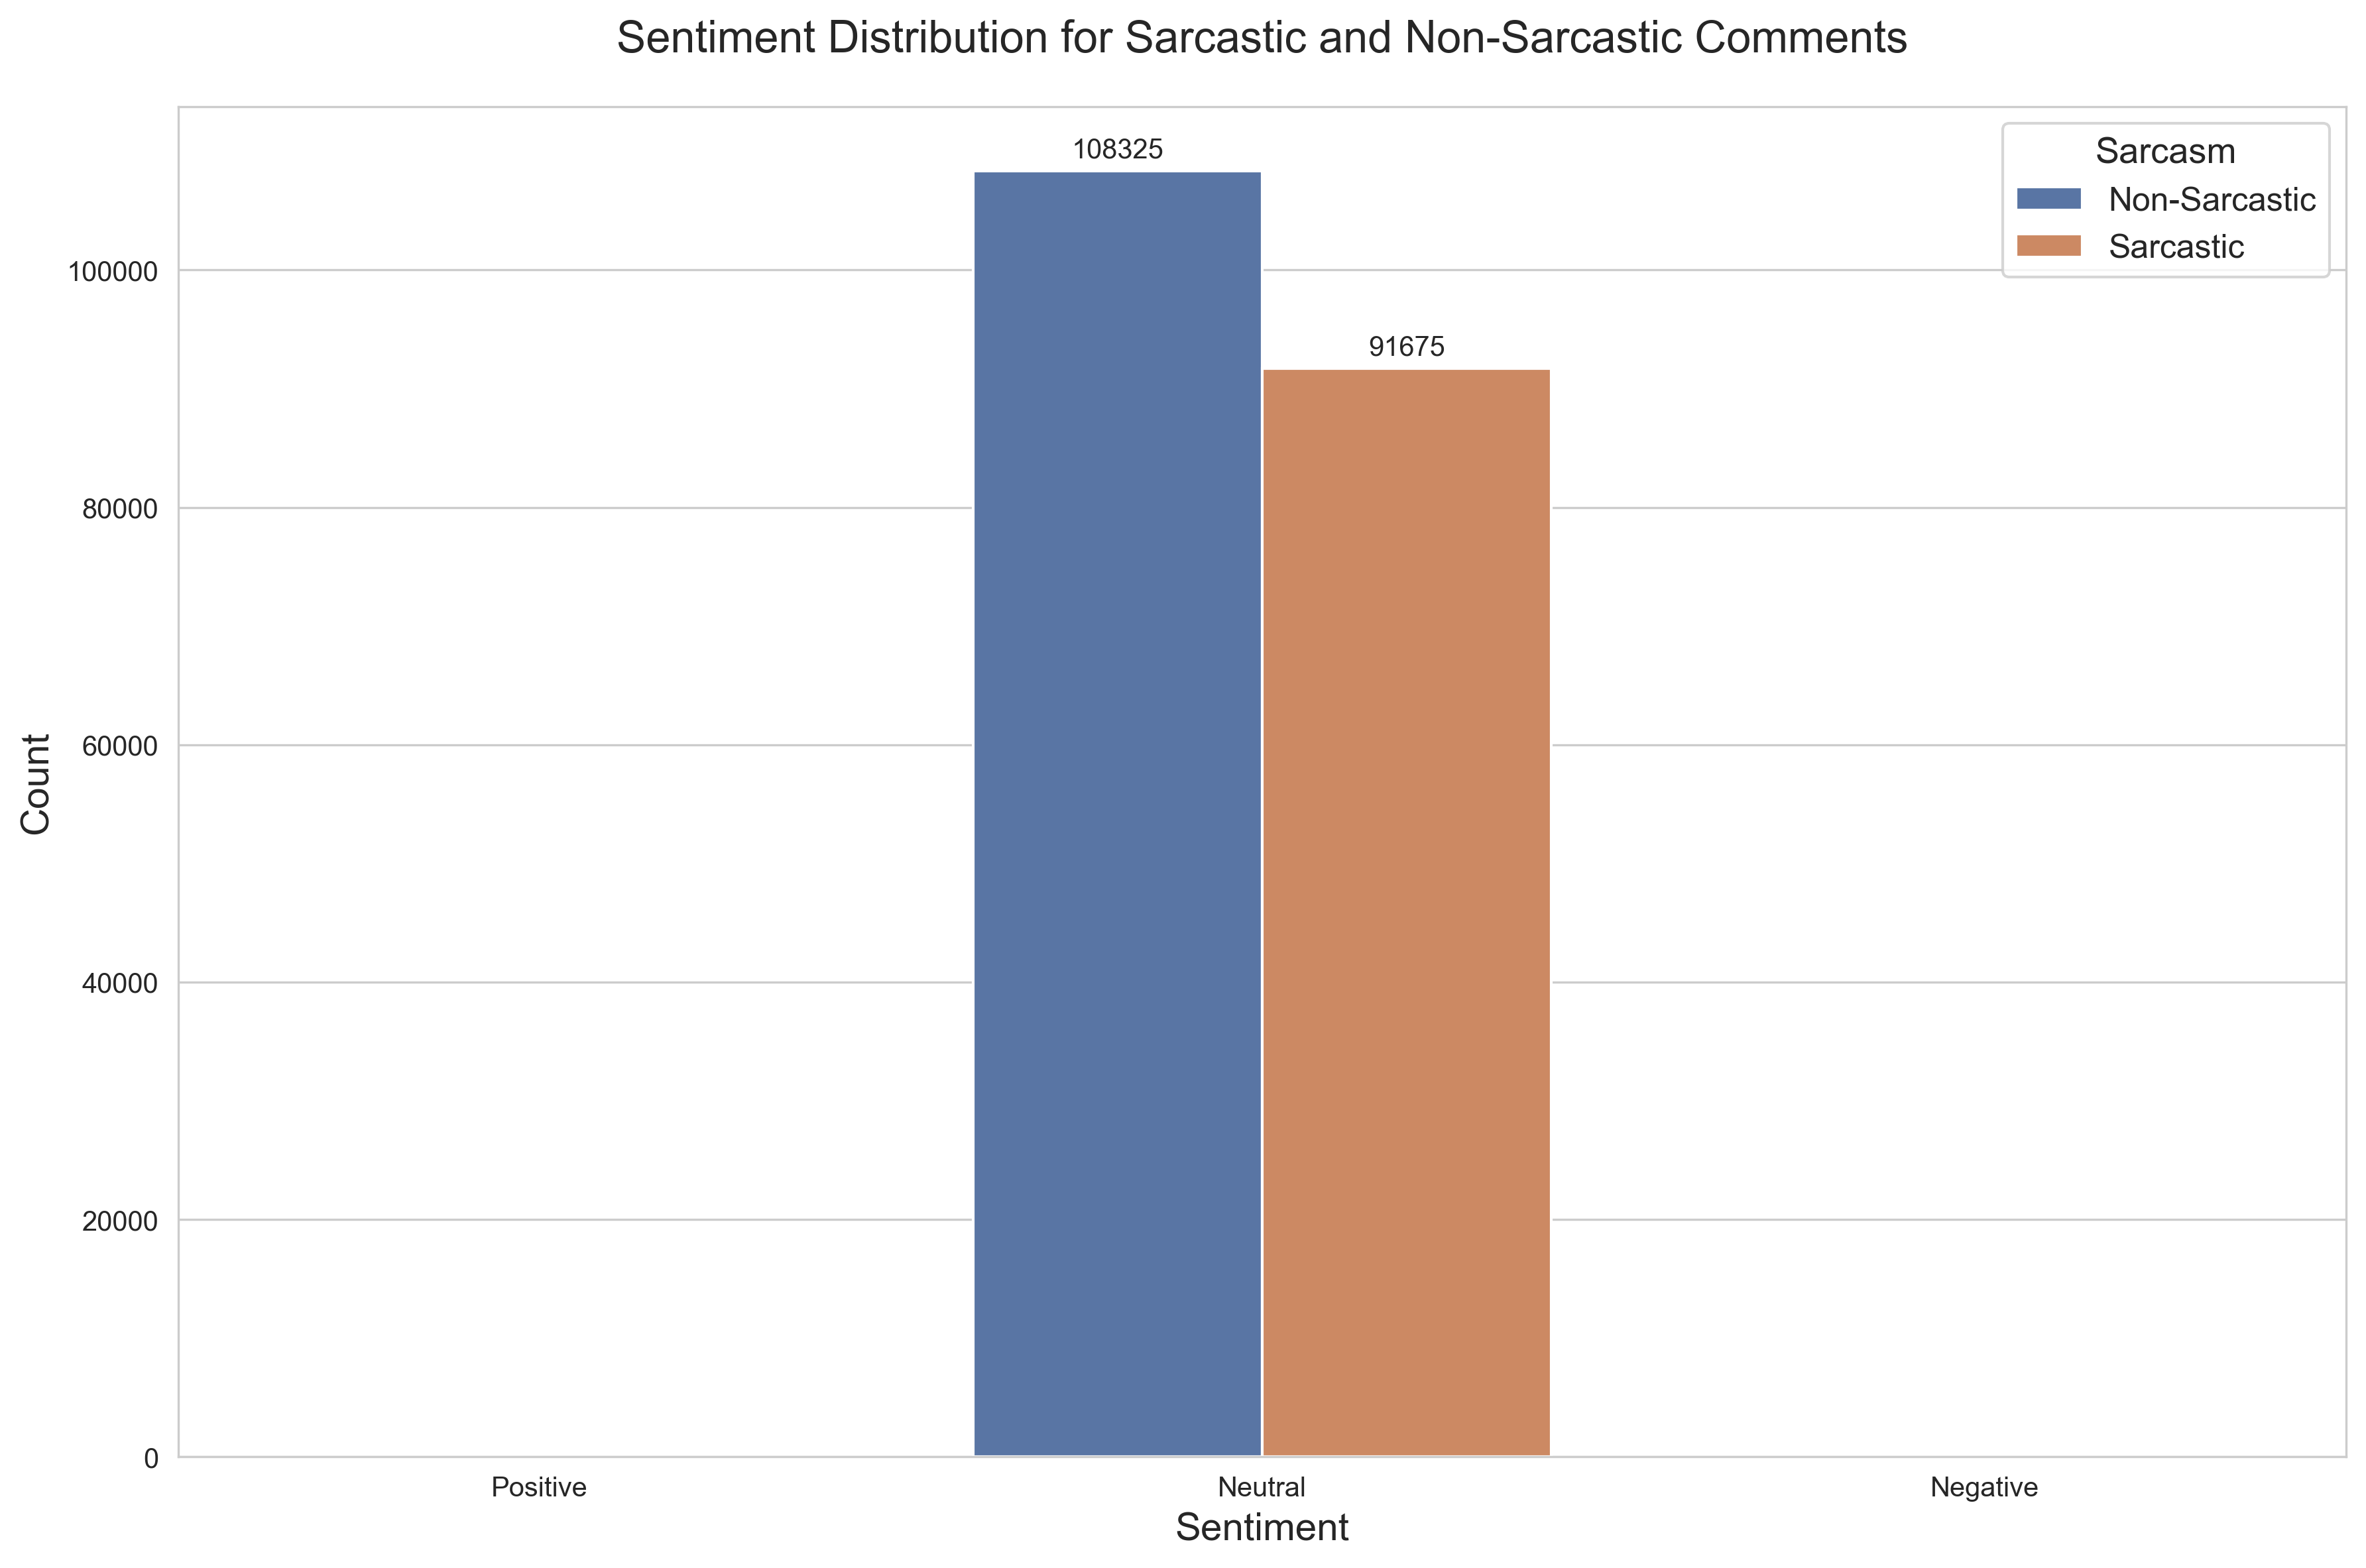 Sentiment Distribution for Sarcastic and Non-Sarcastic Comments
Sarcasm
Non-Sarcastic
Sarcastic
108325
91675
100000
80000
60000
40000
20000
0
Count
Positive
Neutral
Negative
Sentiment